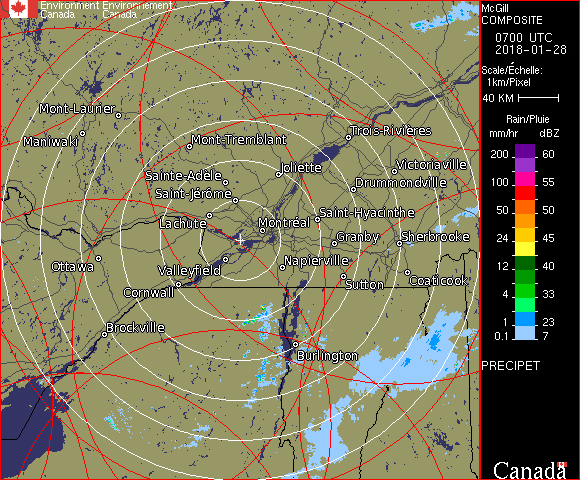 Environment Environnement
Canada Canada
McGill
COMPOSITE
0700 UTC
2018-01-28
Scale/Échelle:
1km/Pixel
40 KM
Rain/Pluie
mm/hr dBZ
200 60
100 55
50 50
24 45
12 40
4 33
1 23
0.1 7
PRECIPET
Mont-Laurier
Maniwaki
Mont-Tremblant
Trois-Rivières
Sainte-Adèle
Joliette
Victoriaville
Saint-Jérôme
Drummondville
Lachute
Montréal
Saint-Hyacinthe
Granby
Sherbrooke
Ottawa
Valleyfield
Napierville
Cornwall
Sutton
Coaticook
Brockville
Burlington
Canada